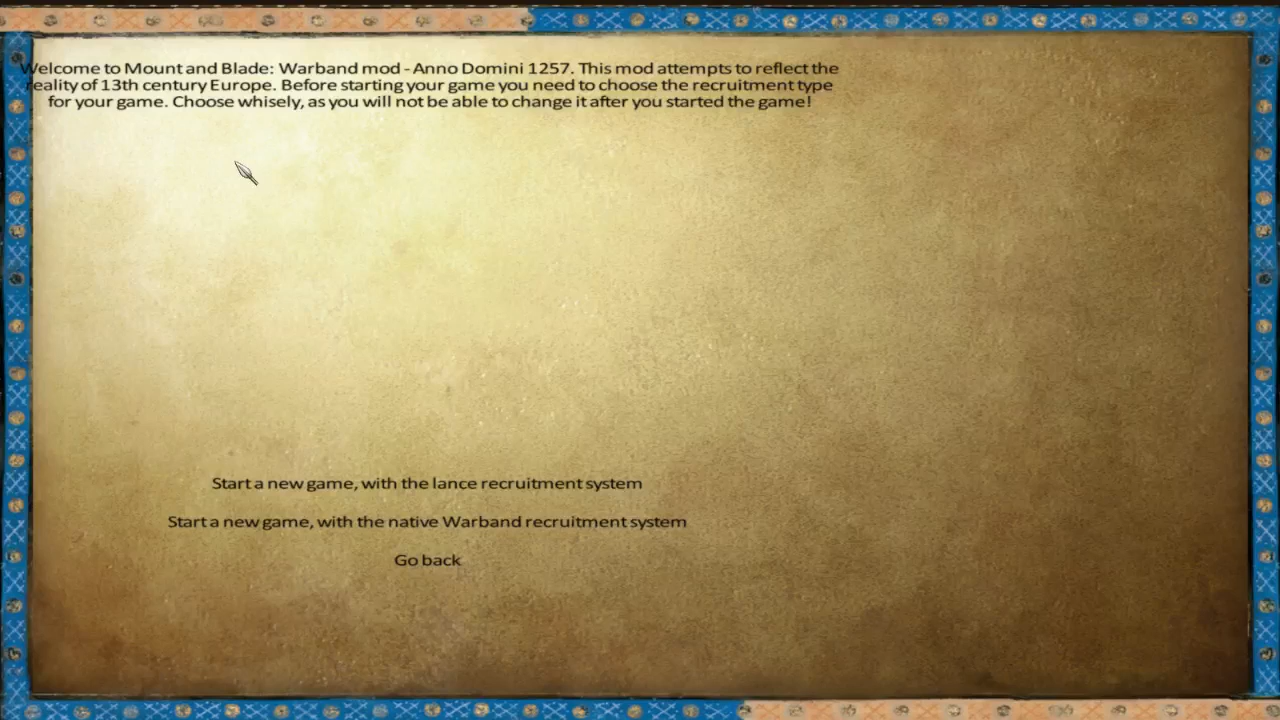 Welcome to Mount and Blade: Warband mod - Anno Domini 1257. This mod attempts to reflect the
reality of 13th century Europe. Before starting your game you need to choose the recruitment type
for your game. Choose whisely, as you will not be able to change it after you started the game!
Start a new game, with the lance recruitment system
Start a new game, with the native Warband recruitment system
Go back